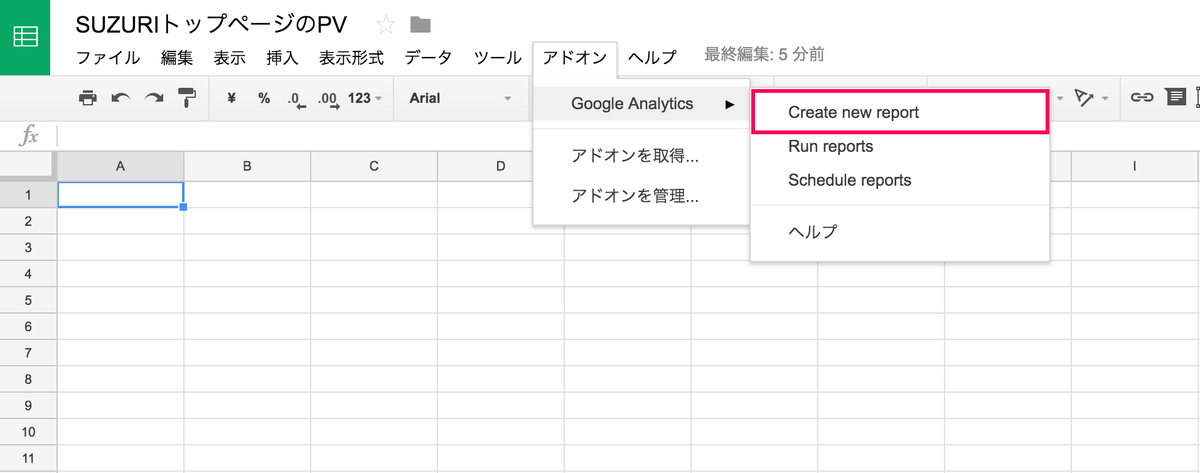 SUZURIトップページのPV
ファイル 編集 表示 挿入 表示形式 データ ツール アドオン ヘルプ 最終編集: 5 分前
¥ % .0 .00 123 Arial
Google Analytics
Create new report
Run reports
Schedule reports
ヘルプ
アドオンを取得...
アドオンを管理...
fx
A B C D I
1
2
3
4
5
6
7
8
9
10
11